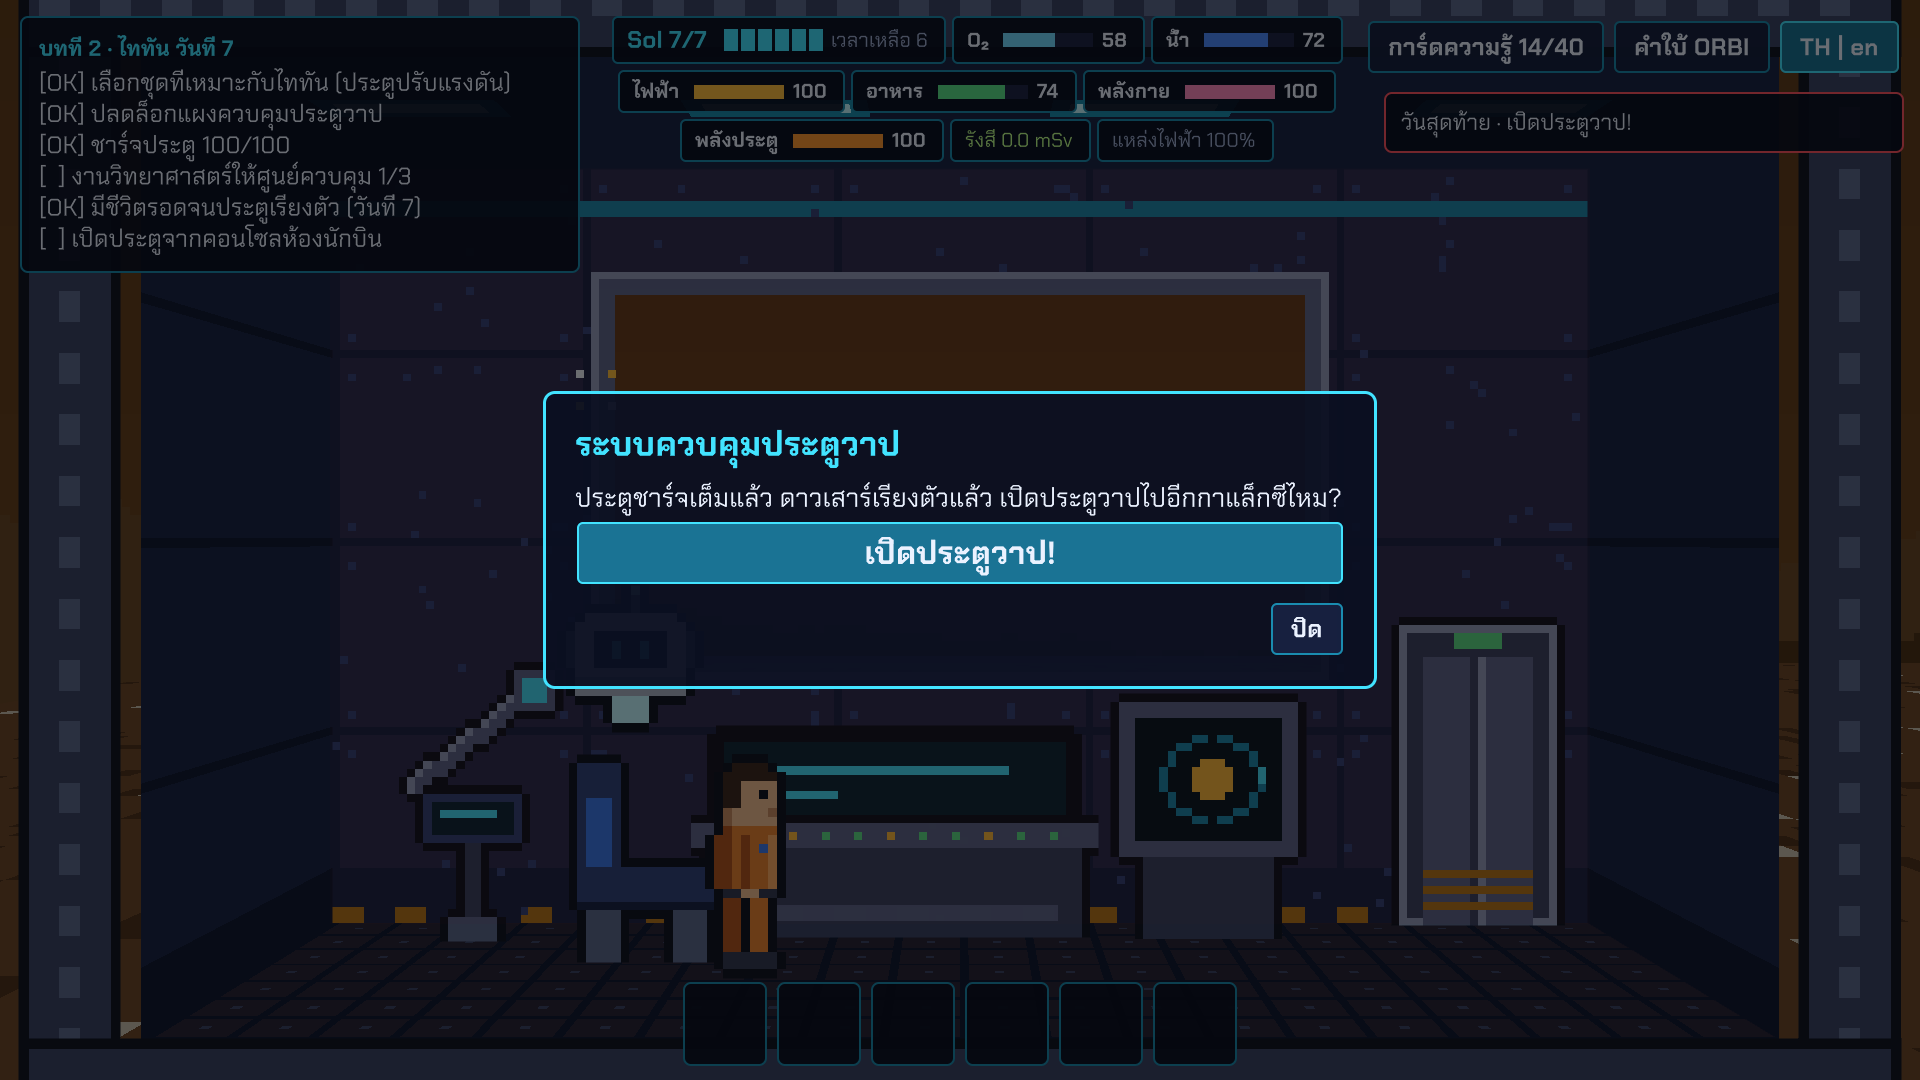 บทที่ 2 · ไททัน วันที่ 7
[OK] เลือกชุดที่เหมาะกับไททัน (ประตูปรับแรงดัน)
[OK] ปลดล็อกแผงควบคุมประตูวาป
[OK] ชาร์จประตู 100/100
[ ] งานวิทยาศาสตร์ให้ศูนย์ควบคุม 1/3
[OK] มีชีวิตรอดจนประตูเรียงตัว (วันที่ 7)
[ ] เปิดประตูจากคอนโซลห้องนักบิน
Sol 7/7 เวลาเหลือ 6
O₂ 58
น้ำ 72
ไฟฟ้า 100
อาหาร 74
พลังกาย 100
พลังประตู 100
รังสี 0.0 mSv
แหล่งไฟฟ้า 100%
การ์ดความรู้ 14/40
คำใบ้ ORBI
TH | en
วันสุดท้าย · เปิดประตูวาป!
ระบบควบคุมประตูวาป
ประตูชาร์จเต็มแล้ว ดาวเสาร์เรียงตัวแล้ว เปิดประตูวาปไปอีกกาแล็กซีไหม?
เปิดประตูวาป!
ปิด